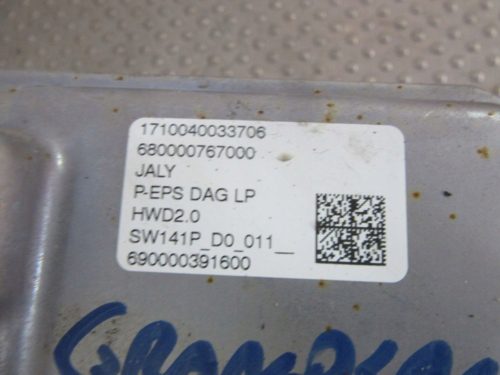 1710040033706
680000767000
JALY
P-EPS DAG LP
HWD2.0
SW141P_D0_011__
690000391600